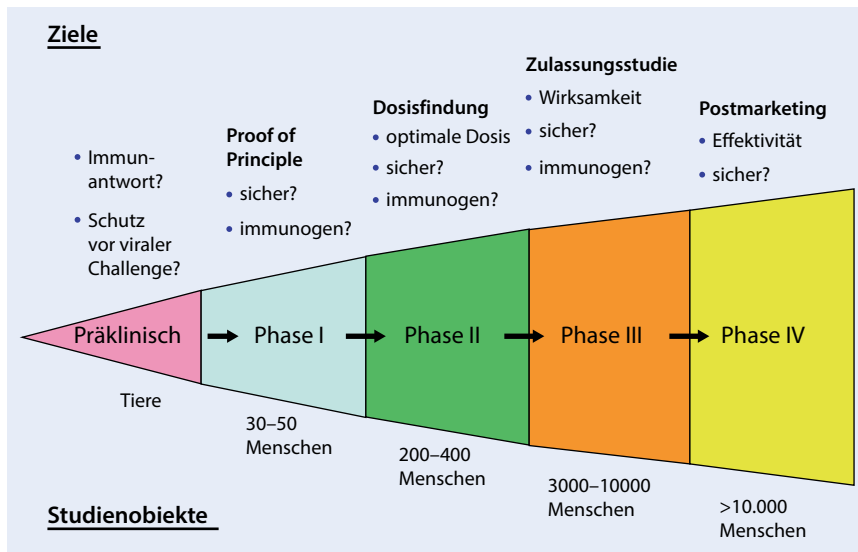 Ziele
• Immun-
antwort?
• Schutz
vor viraler
Challenge?
Proof of
Principle
• sicher?
• immunogen?
Dosisfindung
• optimale Dosis
• sicher?
• immunogen?
Zulassungsstudie
• Wirksamkeit
• sicher?
• immunogen?
Postmarketing
• Effektivität
• sicher?
Präklinisch
Phase I
Phase II
Phase III
Phase IV
Tiere
30–50
Menschen
200–400
Menschen
3000–10000
Menschen
>10.000
Menschen
Studienobiekte